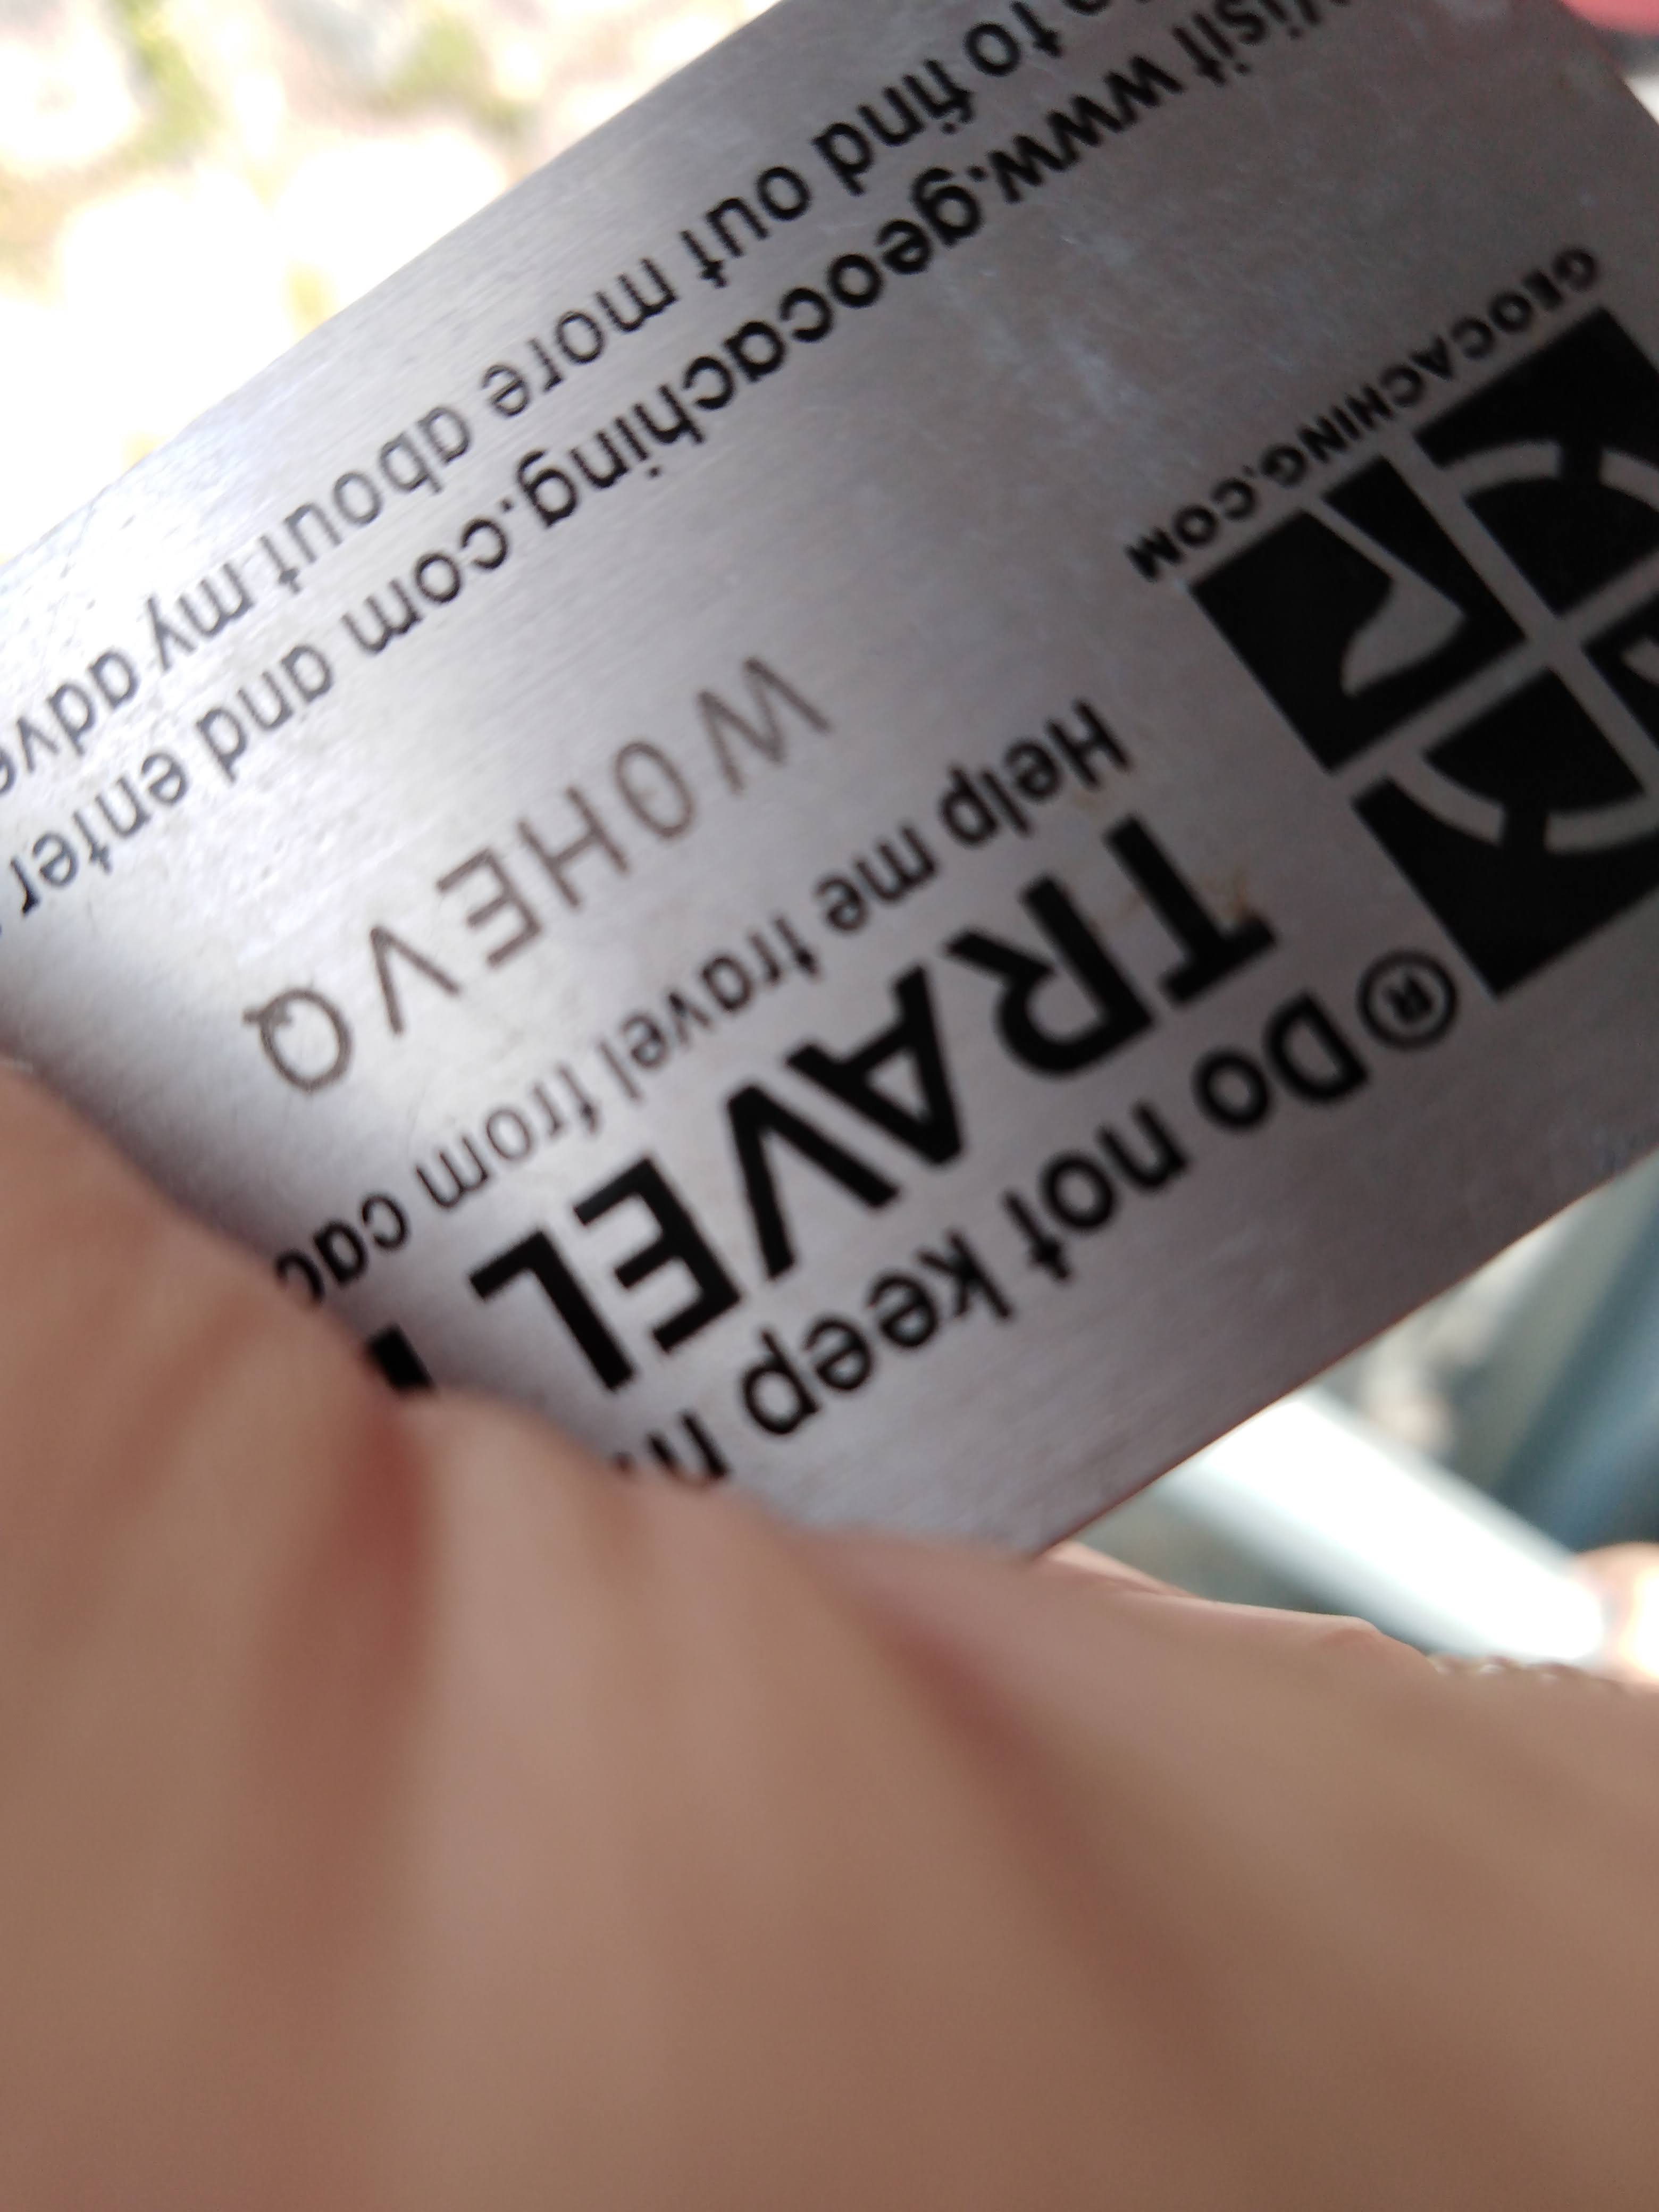 ®Do not keep m
TRAVEL
Help me travel from cac
W0HEVQ
GEOCACHING.COM
Visit www.geocaching.com and enter
to find out more about my adve